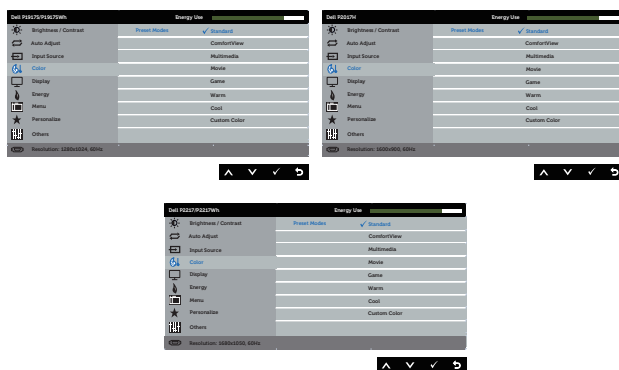 Dell P1917S/P1917SWh Energy Use
Brightness / Contrast Preset Modes ✓ Standard
Auto Adjust ComfortView
Input Source Multimedia
Color Movie
Display Game
Energy Warm
Menu Cool
Personalize Custom Color
Others
Resolution: 1280x1024, 60Hz
Dell P2017H Energy Use
Brightness / Contrast Preset Modes ✓ Standard
Auto Adjust ComfortView
Input Source Multimedia
Color Movie
Display Game
Energy Warm
Menu Cool
Personalize Custom Color
Others
Resolution: 1600x900, 60Hz
Dell P2217/P2217Wh Energy Use
Brightness / Contrast Preset Modes ✓ Standard
Auto Adjust ComfortView
Input Source Multimedia
Color Movie
Display Game
Energy Warm
Menu Cool
Personalize Custom Color
Others
Resolution: 1680x1050, 60Hz